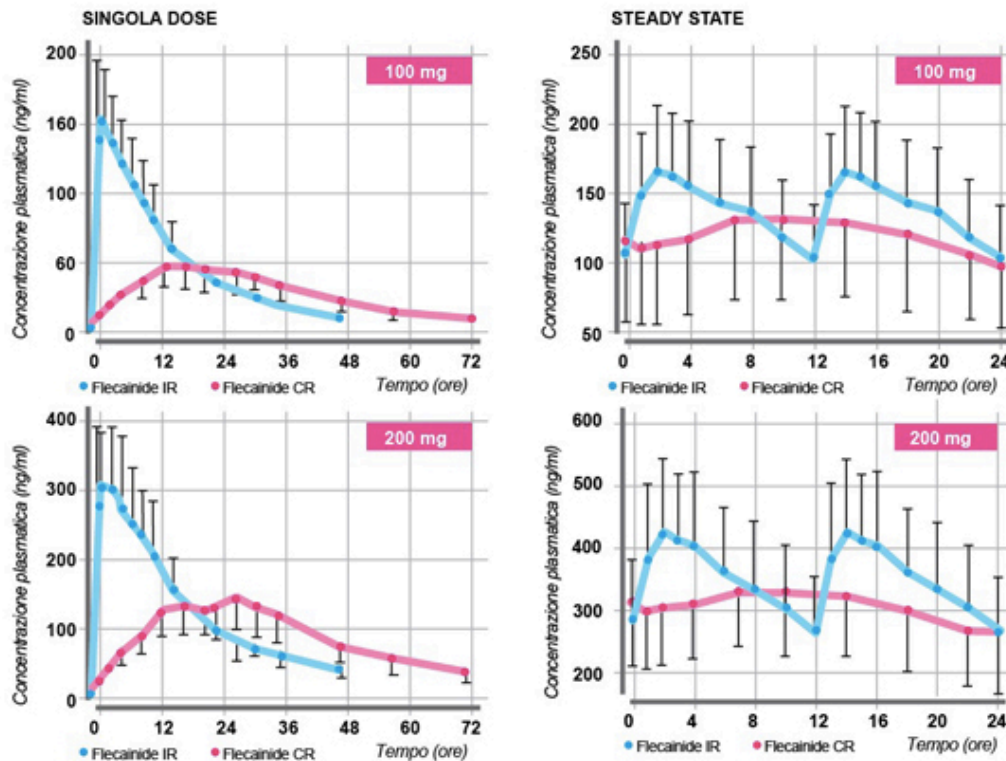 SINGOLA DOSE
Concentrazione plasmatica (ng/ml)
200
160
100
60
0
100 mg
0 12 24 36 48 60 72
Flecainide IR Flecainide CR Tempo (ore)
STEADY STATE
Concentrazione plasmatica (ng/ml)
250
200
150
100
50
100 mg
0 4 8 12 16 20 24
Flecainide IR Flecainide CR Tempo (ore)
Concentrazione plasmatica (ng/ml)
400
300
200
100
0
200 mg
0 12 24 36 48 60 72
Flecainide IR Flecainide CR Tempo (ore)
Concentrazione plasmatica (ng/ml)
600
500
400
300
200
200 mg
0 4 8 12 16 20 24
Flecainide IR Flecainide CR Tempo (ore)